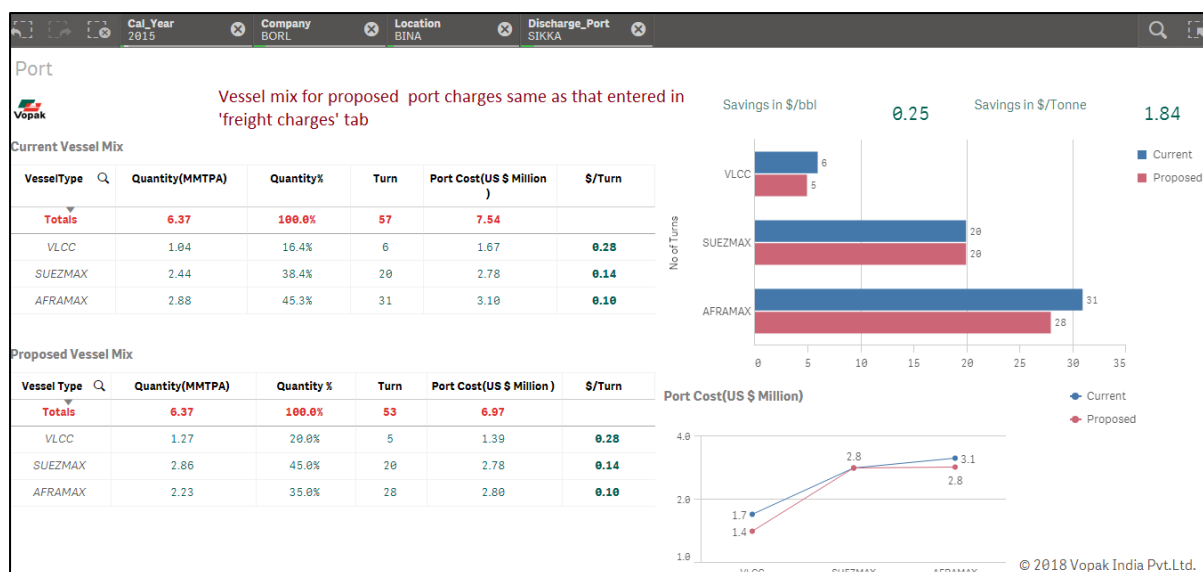 Cal_Year Company Location Discharge_Port
2015 BORL BINA SIKKA
Port
Vopak
Vessel mix for proposed port charges same as that entered in
'freight charges' tab
Savings in $/bbl 0.25 Savings in $/Tonne 1.84
Current Vessel Mix
VesselType Quantity(MMTPA) Quantity% Turn Port Cost(US $ Million
) $/Turn
Totals 6.37 100.0% 57 7.54
VLCC 1.04 16.4% 6 1.67 0.28
SUEZMAX 2.44 38.4% 20 2.78 0.14
AFRAMAX 2.88 45.3% 31 3.10 0.10
Current
Proposed
No of Turns
VLCC 6
5
SUEZMAX 20
20
AFRAMAX 31
28
0 5 10 15 20 25 30 35
Proposed Vessel Mix
Vessel Type Quantity(MMTPA) Quantity % Turn Port Cost(US $ Million ) $/Turn
Totals 6.37 100.0% 53 6.97
VLCC 1.27 20.0% 5 1.39 0.28
SUEZMAX 2.86 45.0% 20 2.78 0.14
AFRAMAX 2.23 35.0% 28 2.80 0.10
Port Cost(US $ Million)
Current
Proposed
4.0
2.8 3.1
2.8
2.0
1.7
1.4
1.0
VLCC SUEZMAX AFRAMAX
© 2018 Vopak India Pvt.Ltd.